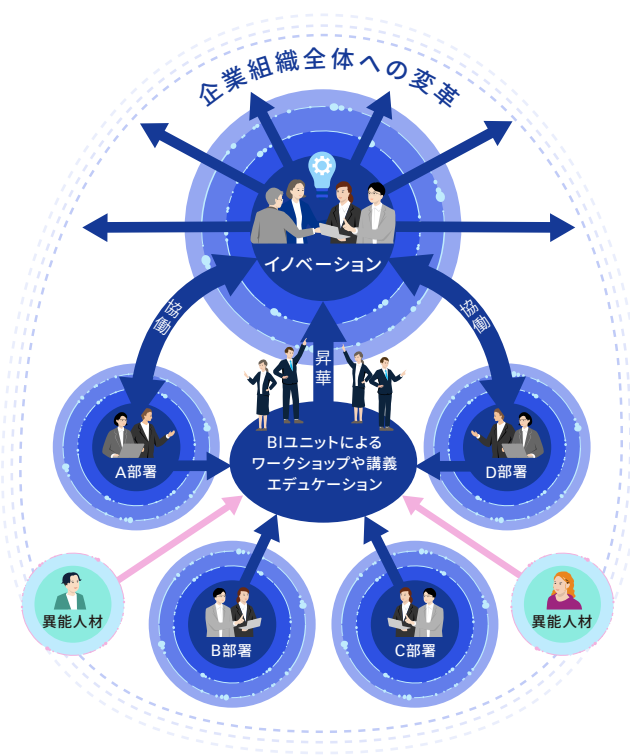 企業組織全体への変革
イノベーション
協働
協働
昇華
BIユニットによる
ワークショップや講義
エデュケーション
A部署
D部署
異能人材
異能人材
B部署
C部署